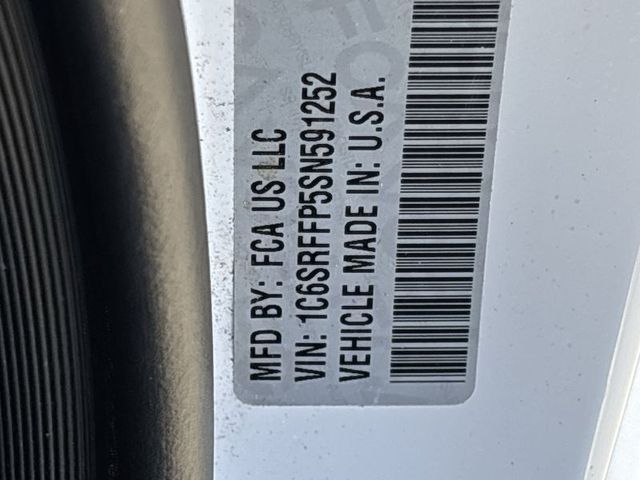 MFD BY: FCA US LLC
VIN: 1C6SRFFP5SN591252
VEHICLE MADE IN: U.S.A.